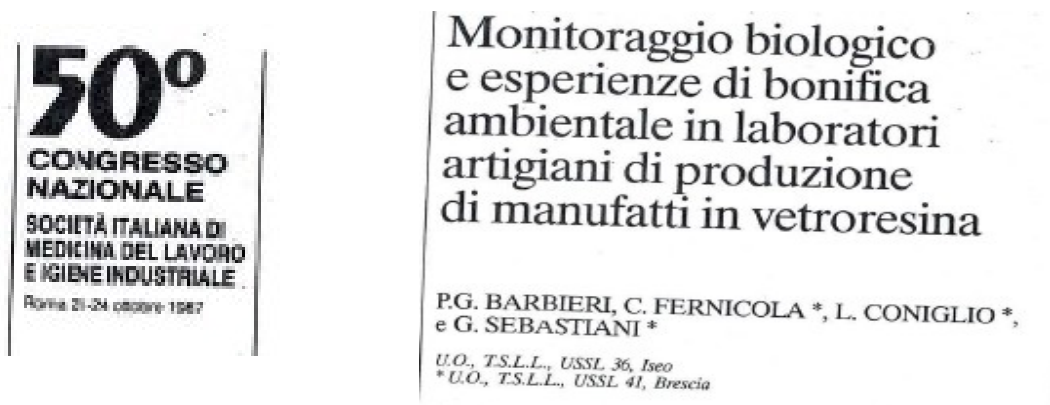 50º
CONGRESSO
NAZIONALE
SOCIETÀ ITALIANA DI
MEDICINA DEL LAVORO
E IGIENE INDUSTRIALE
Roma 21-24 ottobre 1987
Monitoraggio biologico
e esperienze di bonifica
ambientale in laboratori
artigiani di produzione
di manufatti in vetroresina
P.G. BARBIERI, C. FERNICOLA *, L. CONIGLIO *,
e G. SEBASTIANI *
U.O., T.S.L.L., USSL 36, Iseo
* U.O., T.S.L.L., USSL 41, Brescia